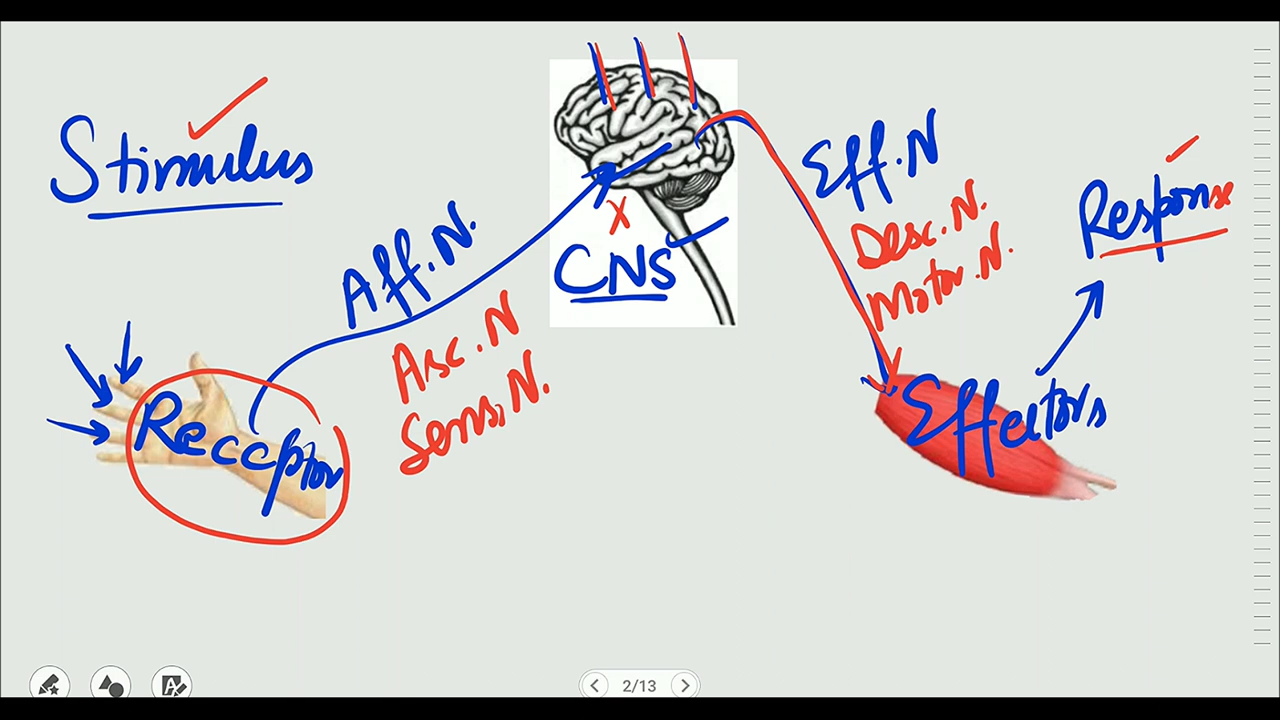 Stimulus
Aff. N.
Asc. N
Sens. N.
Receptor
x
CNS
Eff. N
Desc. N.
Motor. N.
Response
Effectors
2/13
A